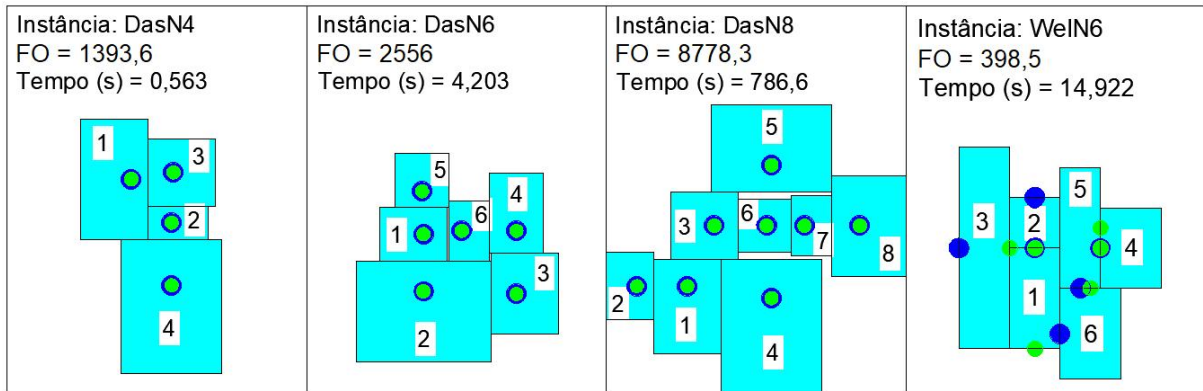 Instância: DasN4
FO = 1393,6
Tempo (s) = 0,563
1
3
2
4
Instância: DasN6
FO = 2556
Tempo (s) = 4,203
5
4
6
1
3
2
Instância: DasN8
FO = 8778,3
Tempo (s) = 786,6
5
3
6
7
8
2
1
4
Instância: WelN6
FO = 398,5
Tempo (s) = 14,922
5
3
2
4
1
6